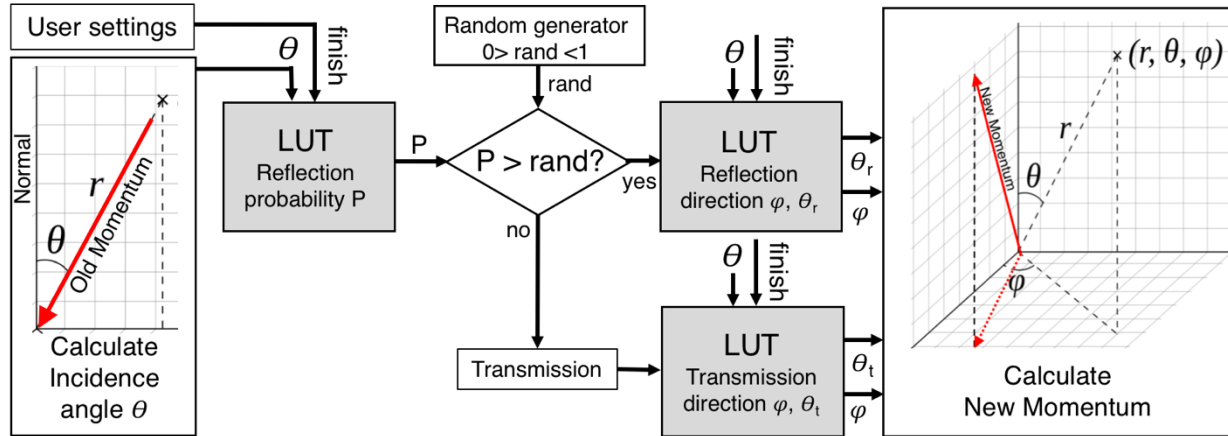 User settings
Normal
r
Old Momentum
θ
Calculate
Incidence
angle θ
θ
finish
LUT
Reflection
probability P
P
Random generator
0> rand <1
rand
P > rand?
yes
no
Transmission
θ
finish
LUT
Reflection
direction φ, θr
θr
φ
θ
finish
LUT
Transmission
direction φ, θt
θt
φ
(r, θ, φ)
New Momentum
r
θ
φ
Calculate
New Momentum